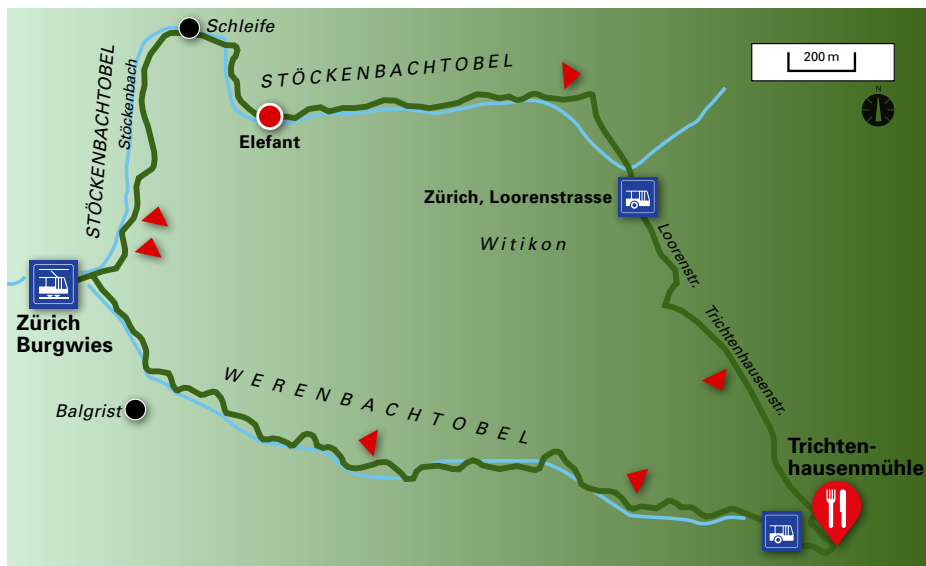 Schleife
200 m
N
STÖCKENBACHTOBEL
STÖCKENBACHTOBEL
Stöckenbach
Elefant
Zürich, Loorenstrasse
Witikon
Loorenstr.
Zürich
Burgwies
Trichtenhausenstr.
WERENBACHTOBEL
Balgrist
Trichten-
hausenmühle